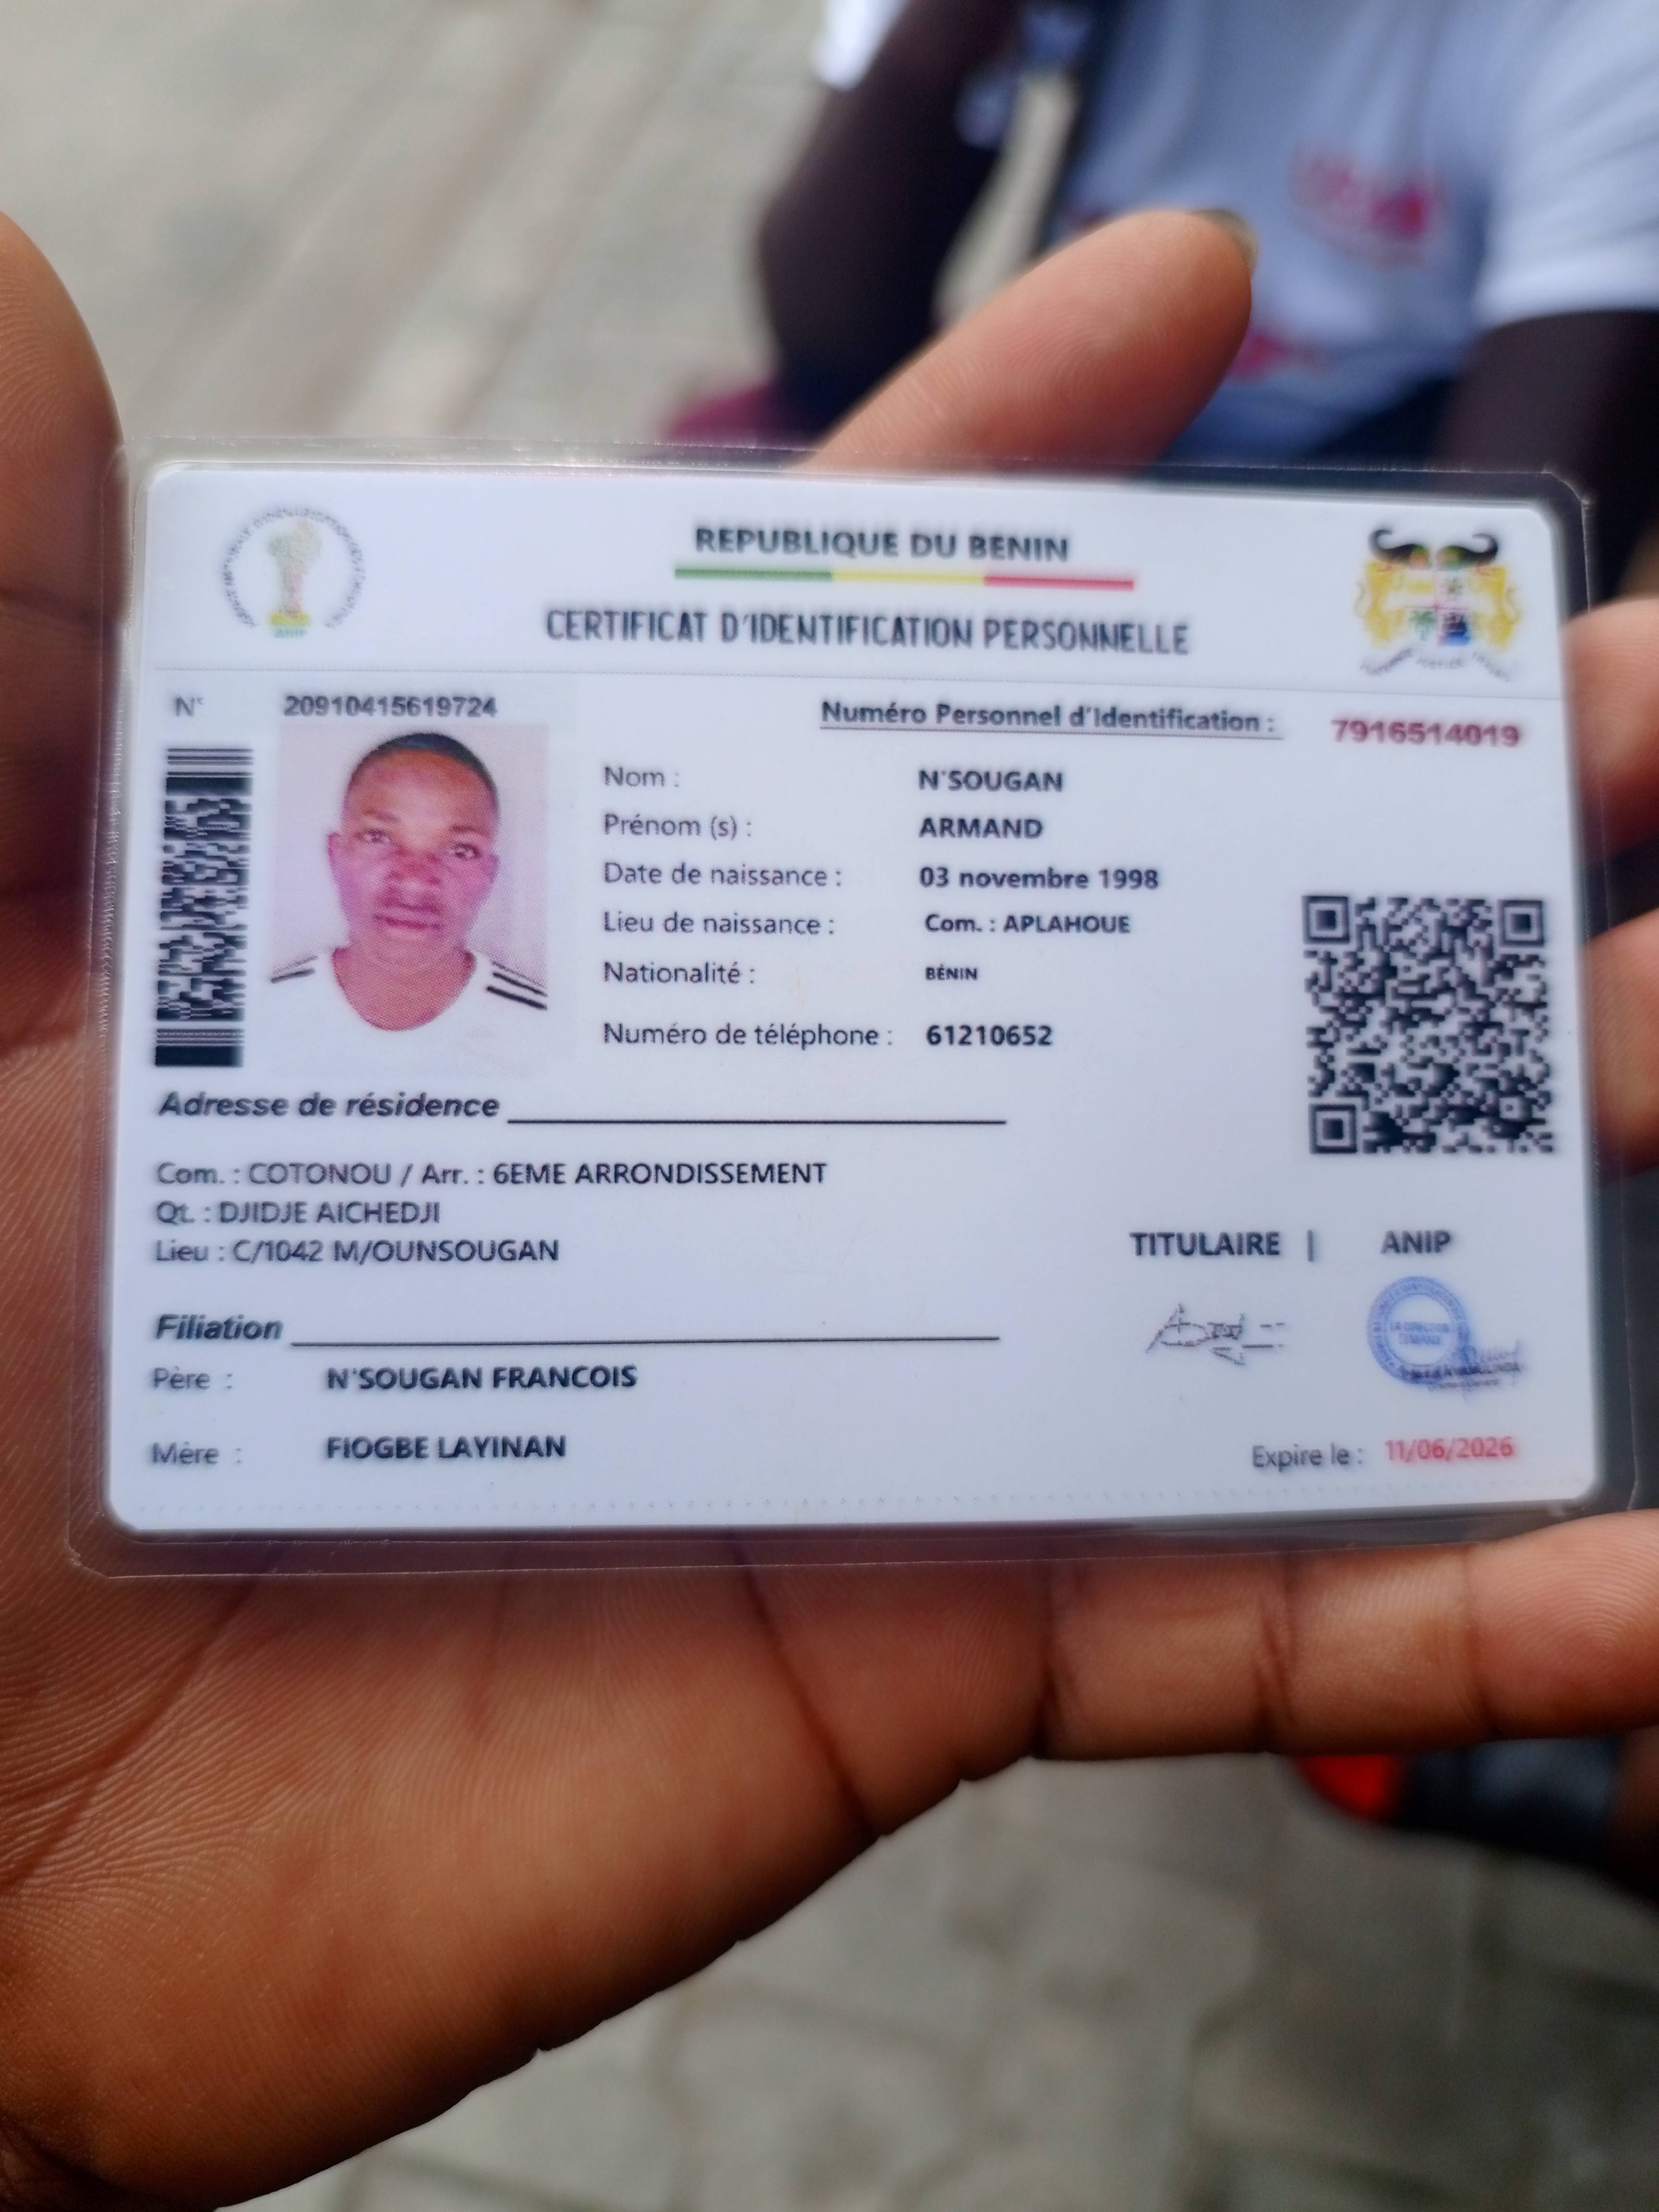 REPUBLIQUE DU BENIN
CERTIFICAT D'IDENTIFICATION PERSONNELLE
ANIP
N° 20910415619724
Numéro Personnel d'Identification : 7916514019
Nom : N'SOUGAN
Prénom (s) : ARMAND
Date de naissance : 03 novembre 1998
Lieu de naissance : Com. : APLAHOUE
Nationalité : BÉNIN
Numéro de téléphone : 61210652
Adresse de résidence
Com. : COTONOU / Arr. : 6EME ARRONDISSEMENT
Qt. : DJIDJE AICHEDJI
Lieu : C/1042 M/OUNSOUGAN
TITULAIRE | ANIP
Filiation
Père : N'SOUGAN FRANCOIS
Mère : FIOGBE LAYINAN
Expire le : 11/06/2026